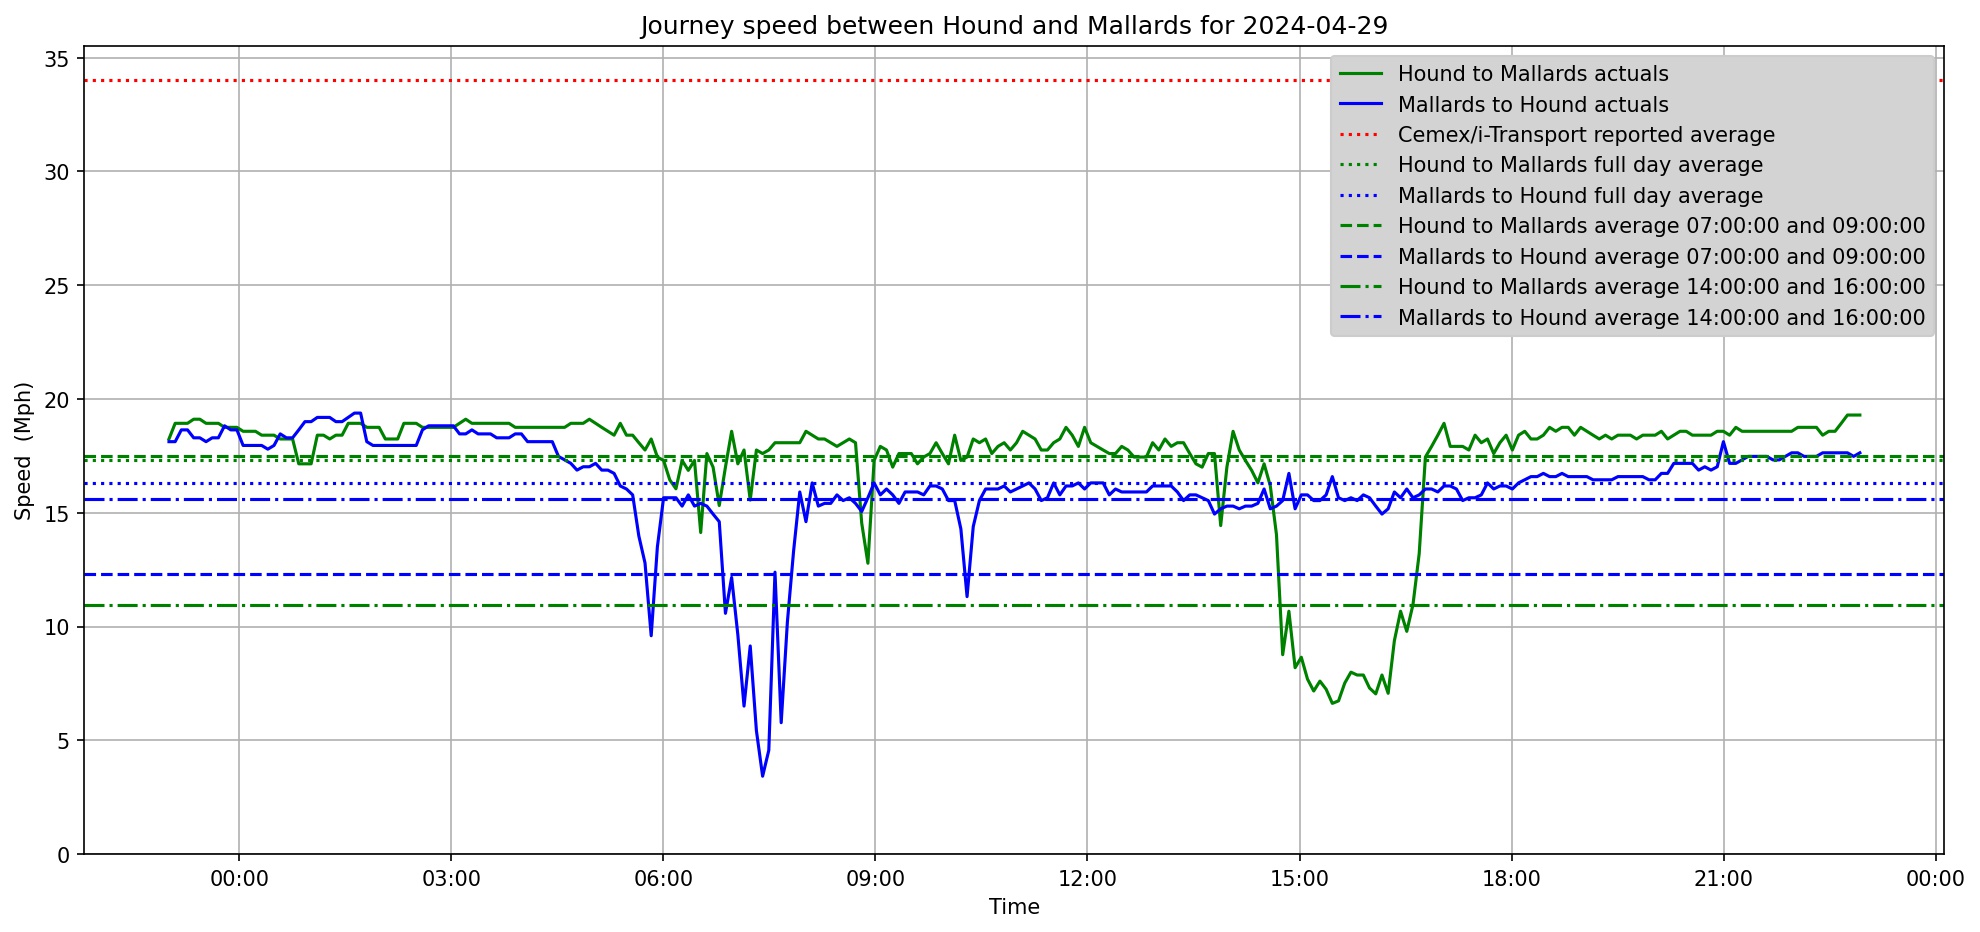 Journey speed between Hound and Mallards for 2024-04-29
Speed (Mph)
35
30
25
20
15
10
5
0
Hound to Mallards actuals
Mallards to Hound actuals
Cemex/i-Transport reported average
Hound to Mallards full day average
Mallards to Hound full day average
Hound to Mallards average 07:00:00 and 09:00:00
Mallards to Hound average 07:00:00 and 09:00:00
Hound to Mallards average 14:00:00 and 16:00:00
Mallards to Hound average 14:00:00 and 16:00:00
00:00 03:00 06:00 09:00 12:00 15:00 18:00 21:00 00:00
Time